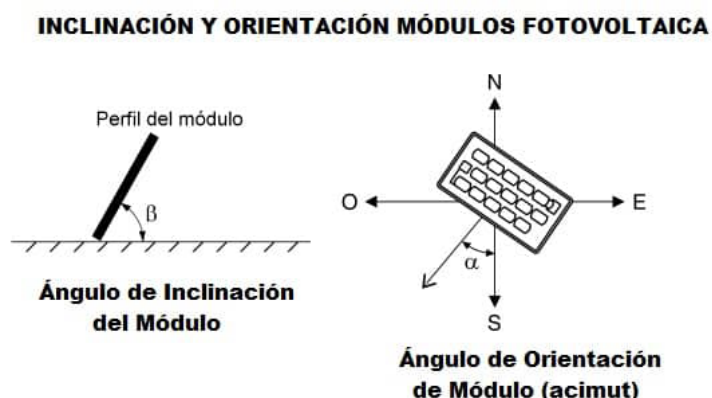 INCLINACIÓN Y ORIENTACIÓN MÓDULOS FOTOVOLTAICA
Perfil del módulo
β
Ángulo de Inclinación
del Módulo
N
O
E
α
S
Ángulo de Orientación
de Módulo (acimut)